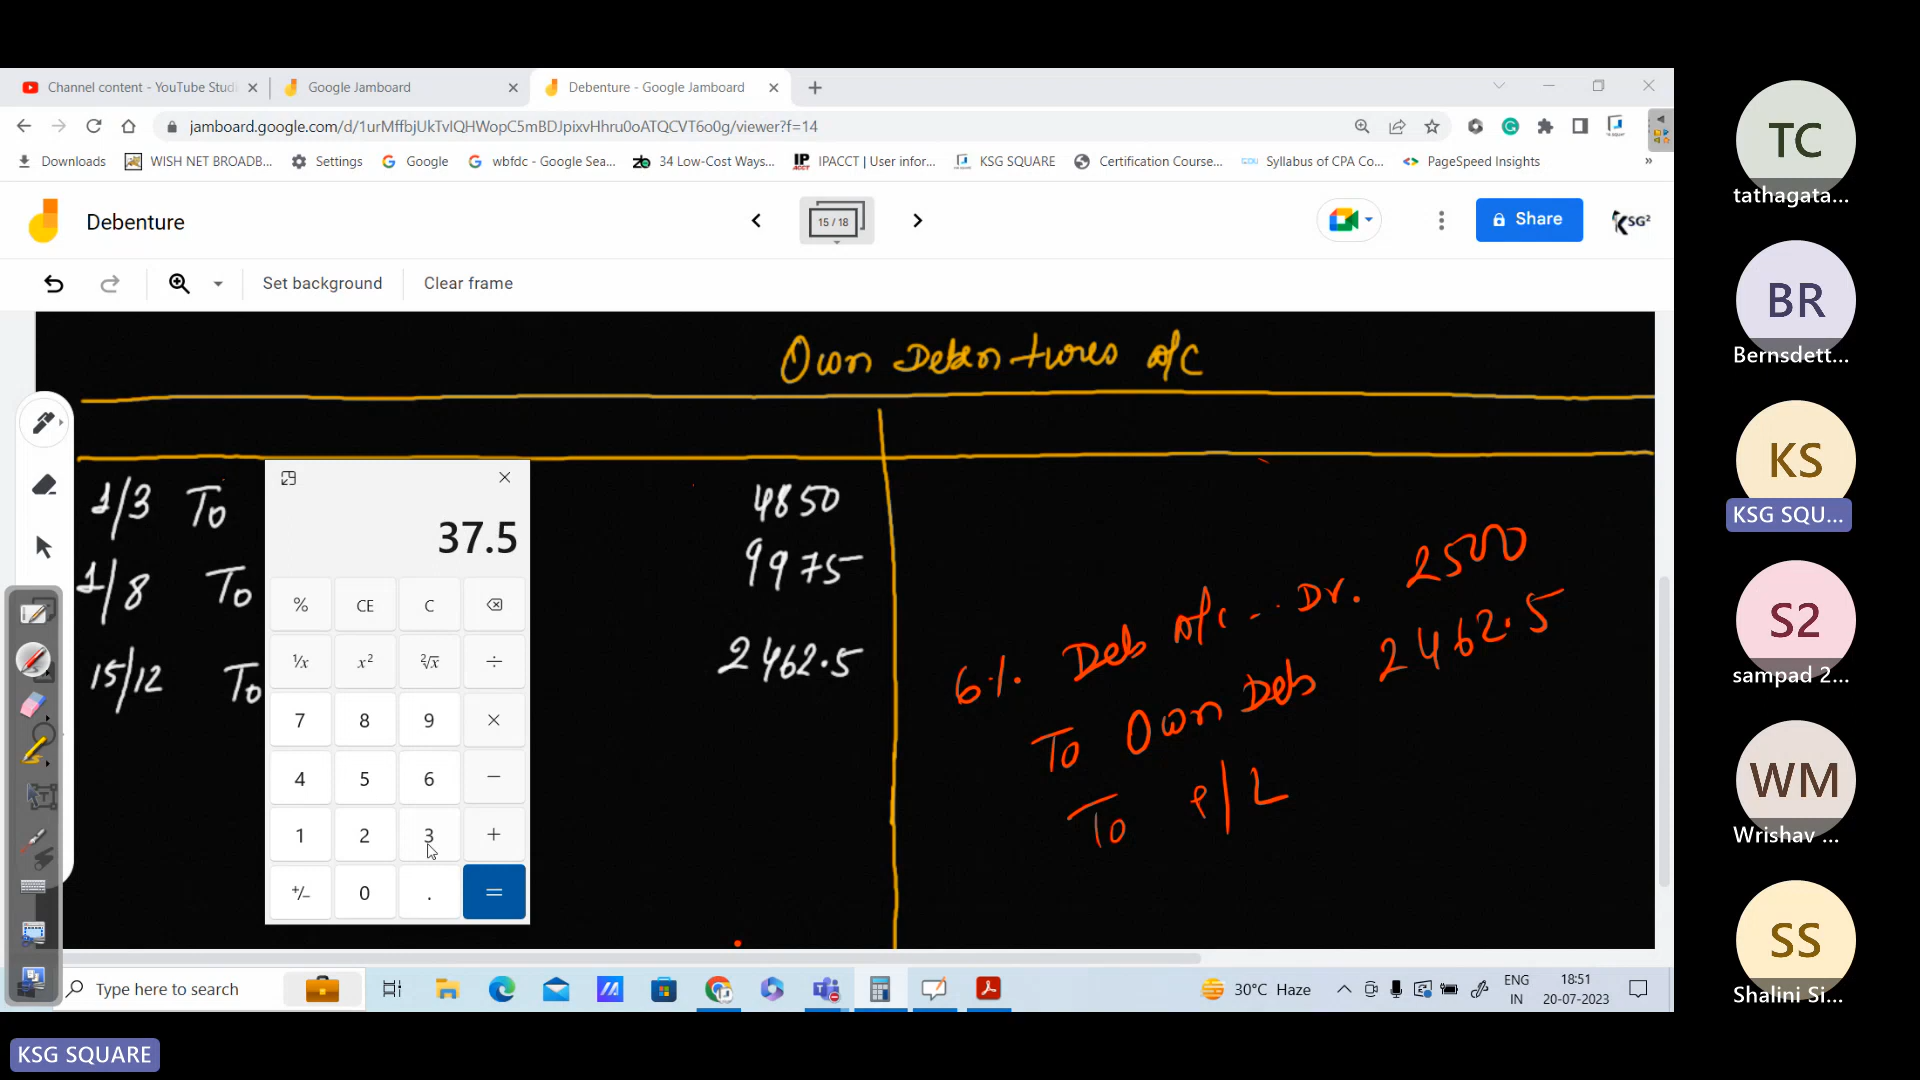 Channel content - YouTube Studi
Google Jamboard
Debenture - Google Jamboard
jamboard.google.com/d/1urMffbjUkTvIQHWopC5mBDJpixvHhru0oATQCVT6o0g/viewer?f=14
Downloads
WISH NET BROADB...
Settings
Google
wbfdc - Google Sea...
34 Low-Cost Ways...
IPACCT | User infor...
KSG SQUARE
Certification Course...
Syllabus of CPA Co...
PageSpeed Insights
»
Debenture
15 / 18
Share
KSG²
Set background
Clear frame
Own Debentures A/C
1/3 To 4850
1/8 To 9975
15/12 To 2462.5
6% Deb A/c... Dr. 2500
To Own Deb 2462.5
To P/L
37.5
% CE C
¹/x x² ²√x ÷
7 8 9 ×
4 5 6 −
1 2 3 +
+/− 0 . =
Type here to search
30°C Haze
ENG
IN
18:51
20-07-2023
TC
tathagata...
BR
Bernsdett...
KS
KSG SQU...
S2
sampad 2...
WM
Wrishav ...
SS
Shalini Si...
KSG SQUARE